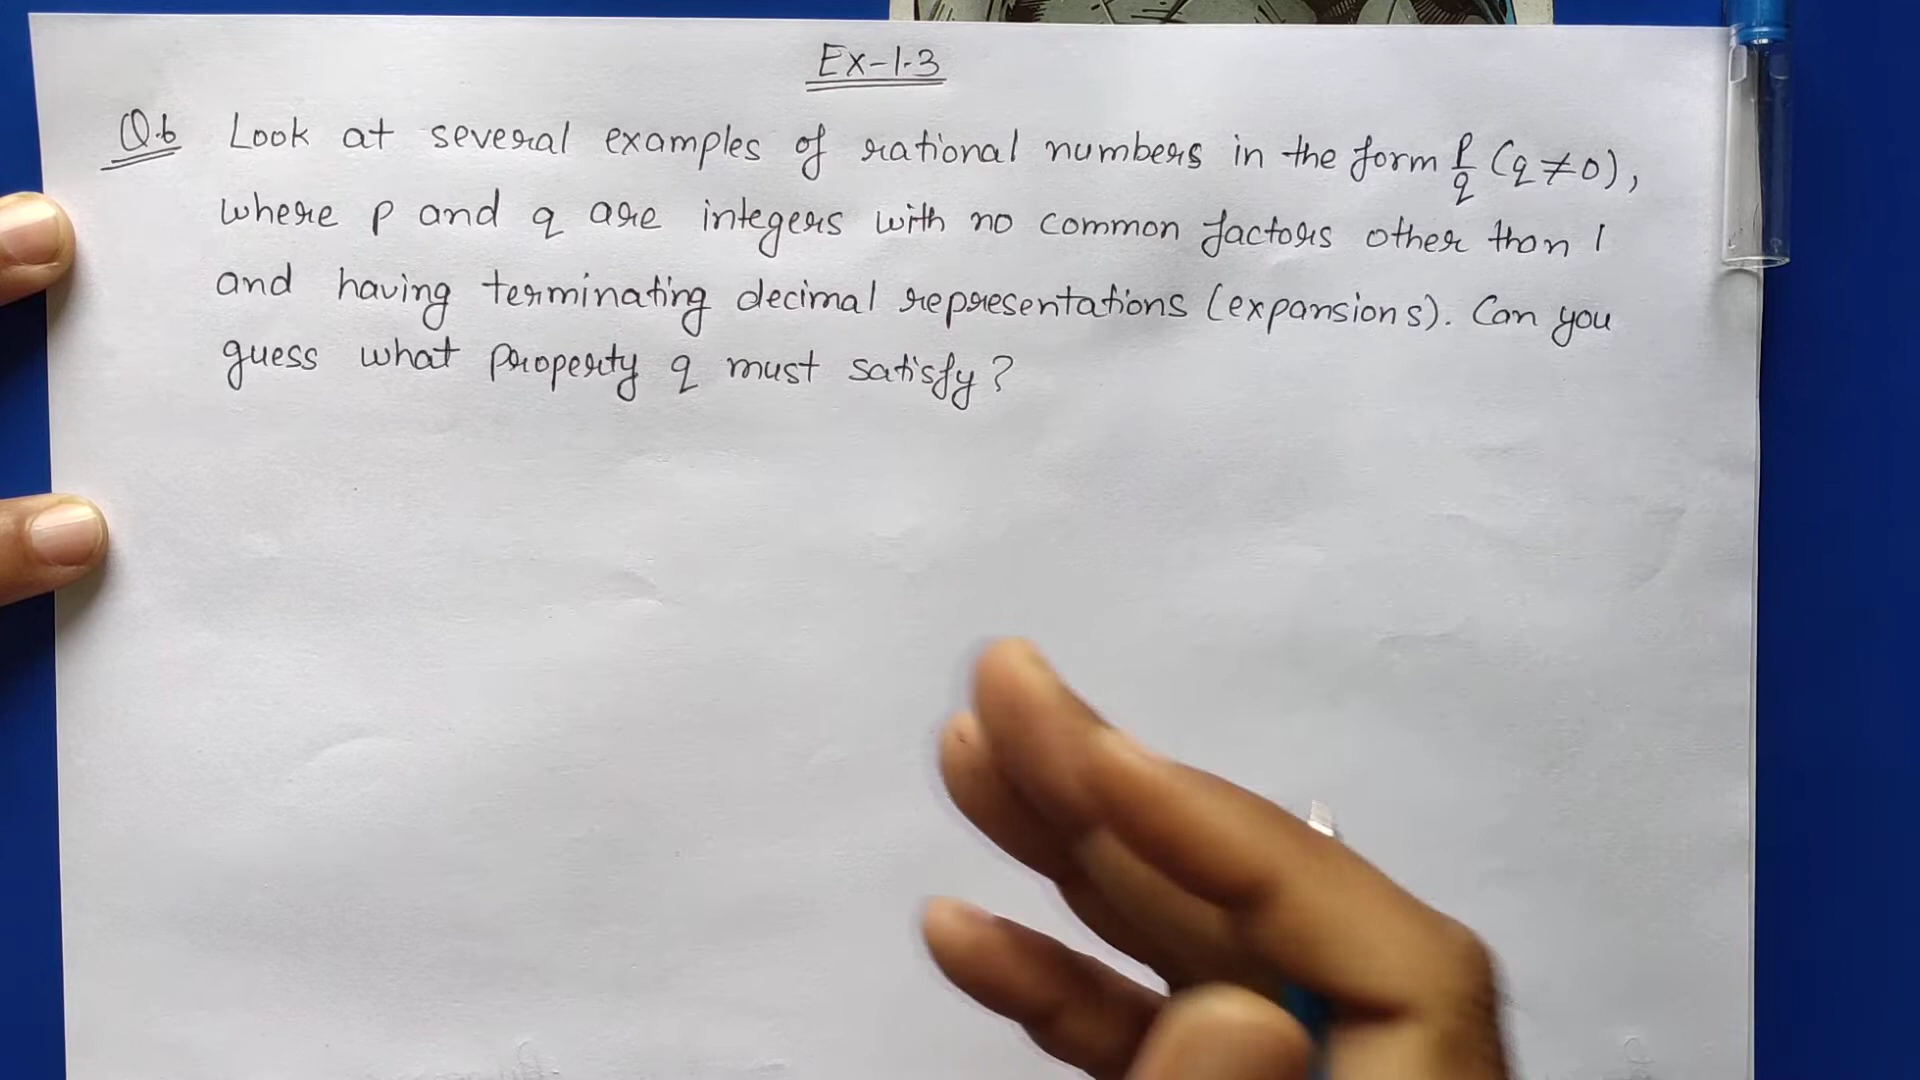 Ex-1.3
Q.6 Look at several examples of rational numbers in the form p/q (q≠0),
where p and q are integers with no common factors other than 1
and having terminating decimal representations (expansions). Can you
guess what property q must satisfy?